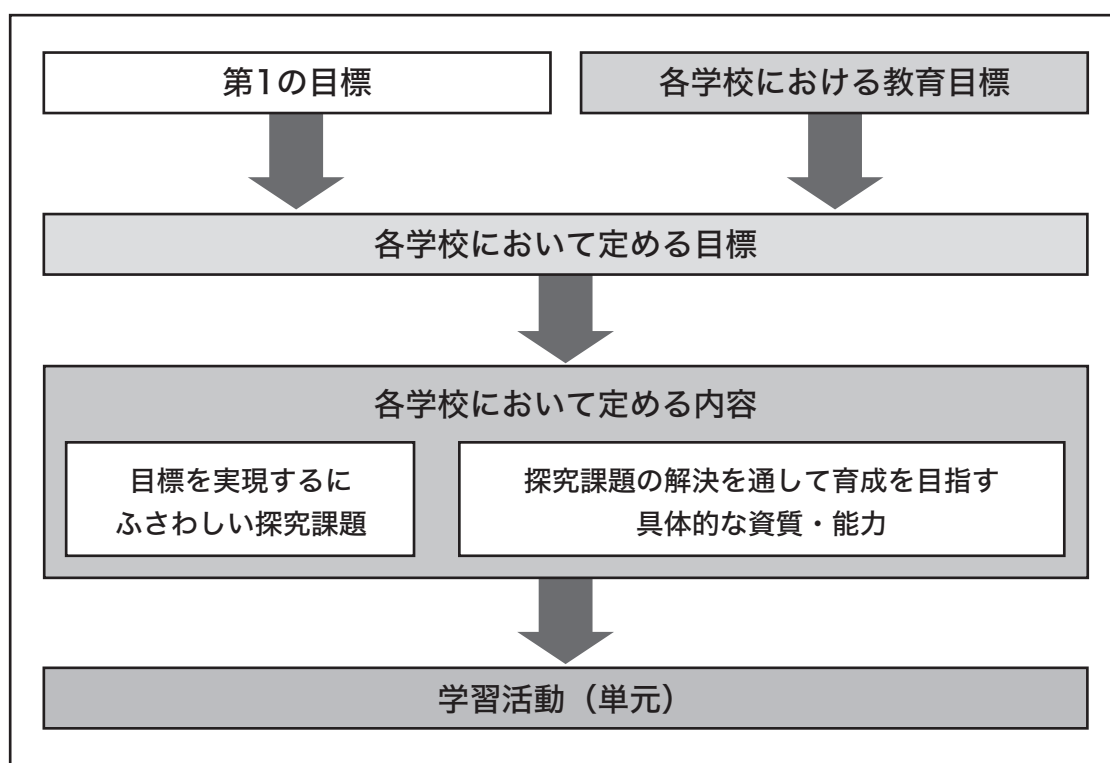 第1の目標
各学校における教育目標
各学校において定める目標
各学校において定める内容
目標を実現するに
ふさわしい探究課題
探究課題の解決を通して育成を目指す
具体的な資質・能力
学習活動（単元）